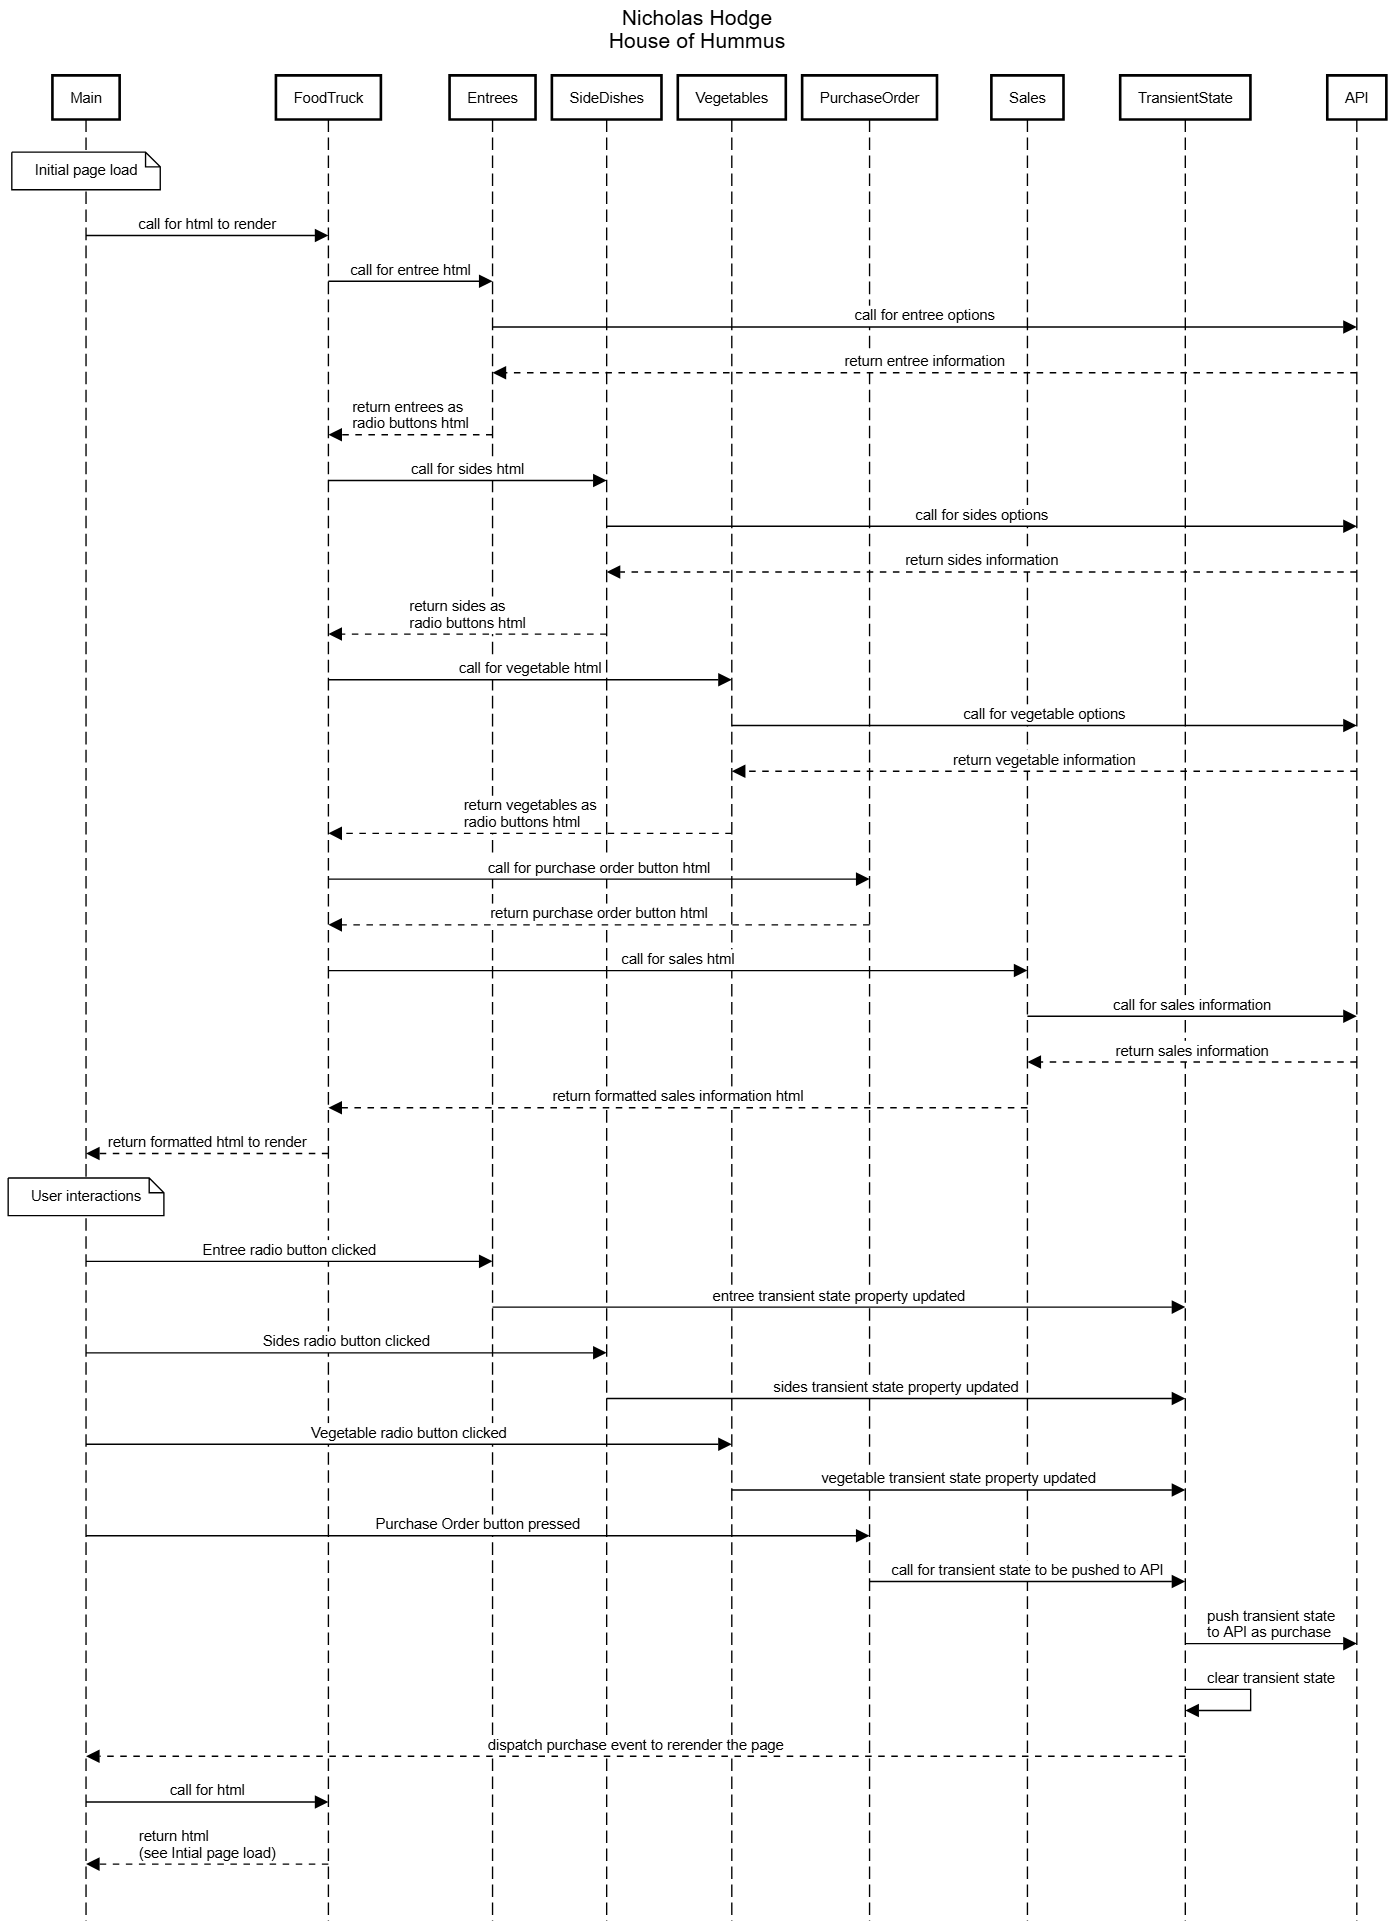 Nicholas Hodge
House of Hummus
Main
FoodTruck
Entrees
SideDishes
Vegetables
PurchaseOrder
Sales
TransientState
API
Initial page load
call for html to render
call for entree html
call for entree options
return entree information
return entrees as
radio buttons html
call for sides html
call for sides options
return sides information
return sides as
radio buttons html
call for vegetable html
call for vegetable options
return vegetable information
return vegetables as
radio buttons html
call for purchase order button html
return purchase order button html
call for sales html
call for sales information
return sales information
return formatted sales information html
return formatted html to render
User interactions
Entree radio button clicked
entree transient state property updated
Sides radio button clicked
sides transient state property updated
Vegetable radio button clicked
vegetable transient state property updated
Purchase Order button pressed
call for transient state to be pushed to API
push transient state
to API as purchase
clear transient state
dispatch purchase event to rerender the page
call for html
return html
(see Intial page load)